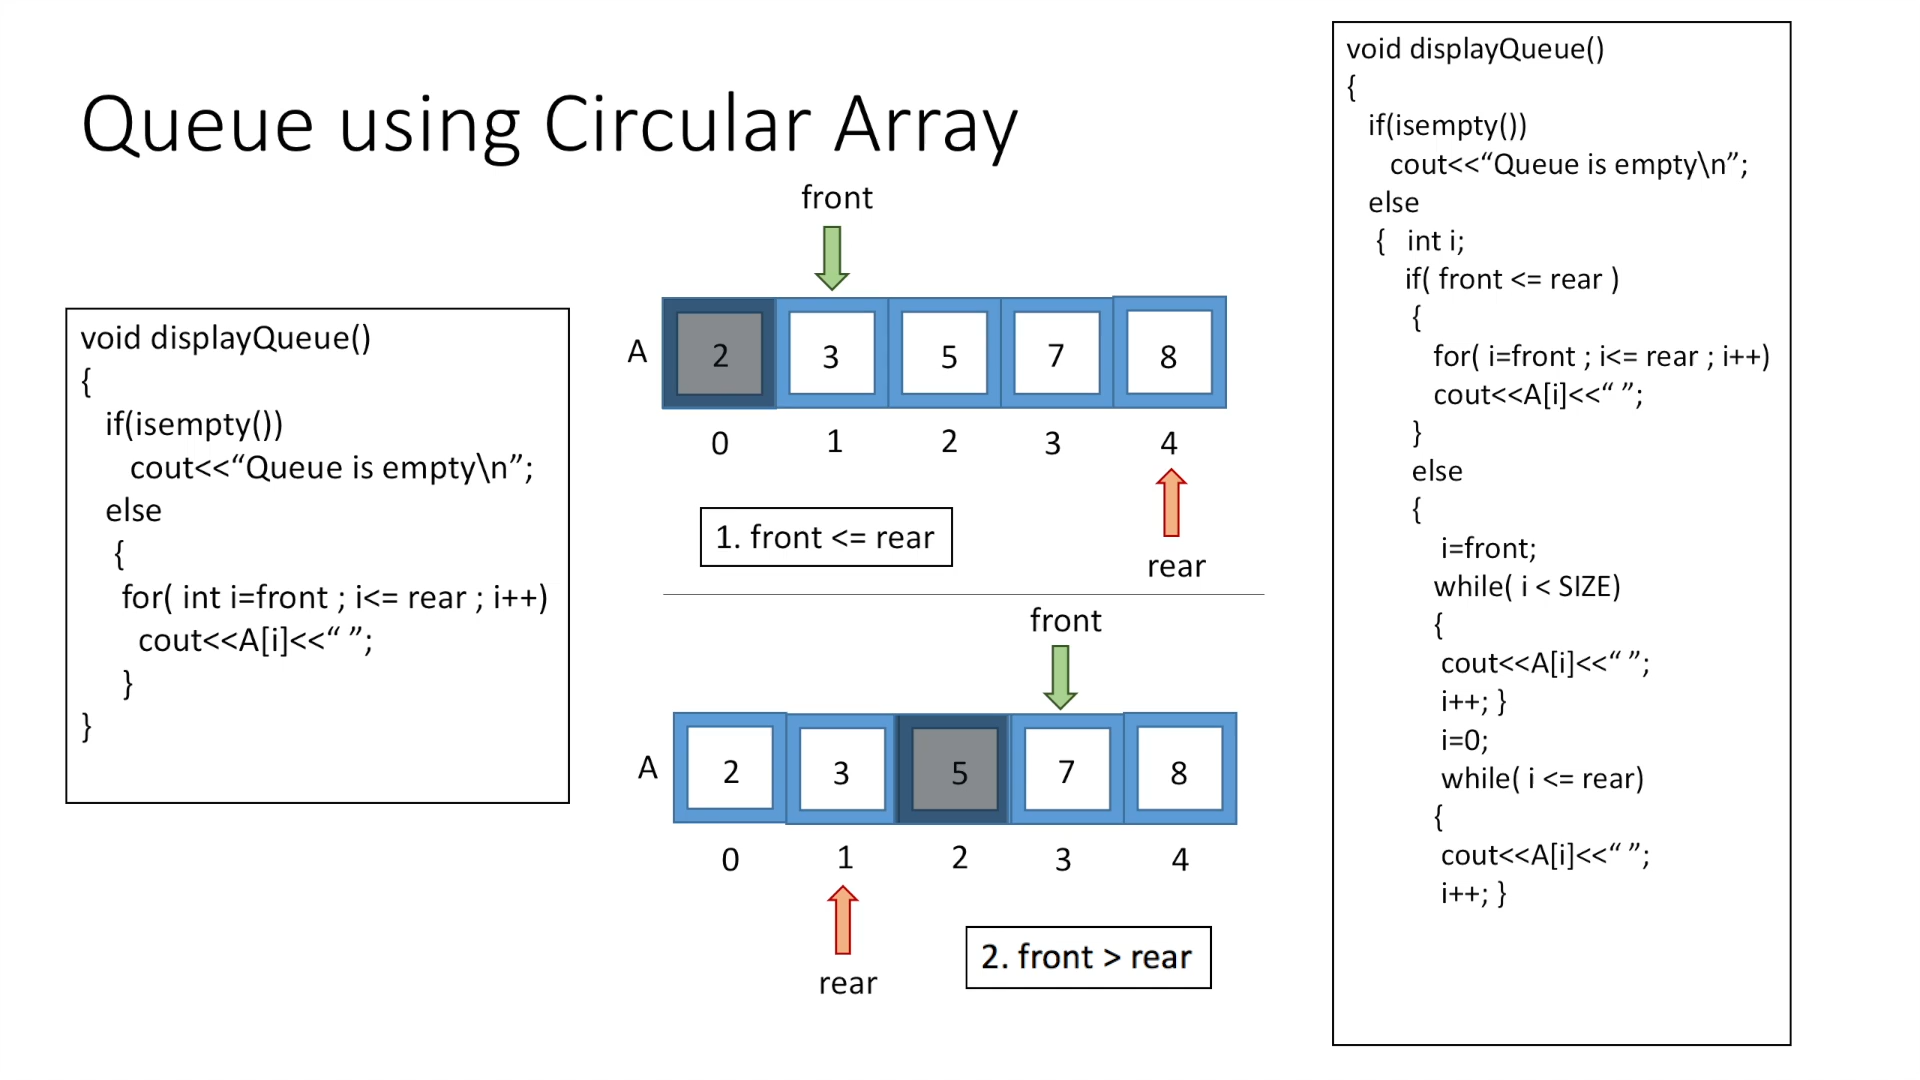 Queue using Circular Array
void displayQueue()
{
if(isempty())
cout<<“Queue is empty\n”;
else
{
for( int i=front ; i<= rear ; i++)
cout<<A[i]<<“ ”;
}
}
front
A
2 3 5 7 8
0 1 2 3 4
1. front <= rear
rear
front
A
2 3 5 7 8
0 1 2 3 4
rear
2. front > rear
void displayQueue()
{
if(isempty())
cout<<“Queue is empty\n”;
else
{ int i;
if( front <= rear )
{
for( i=front ; i<= rear ; i++)
cout<<A[i]<<“ ”;
}
else
{
i=front;
while( i < SIZE)
{
cout<<A[i]<<“ ”;
i++; }
i=0;
while( i <= rear)
{
cout<<A[i]<<“ ”;
i++; }